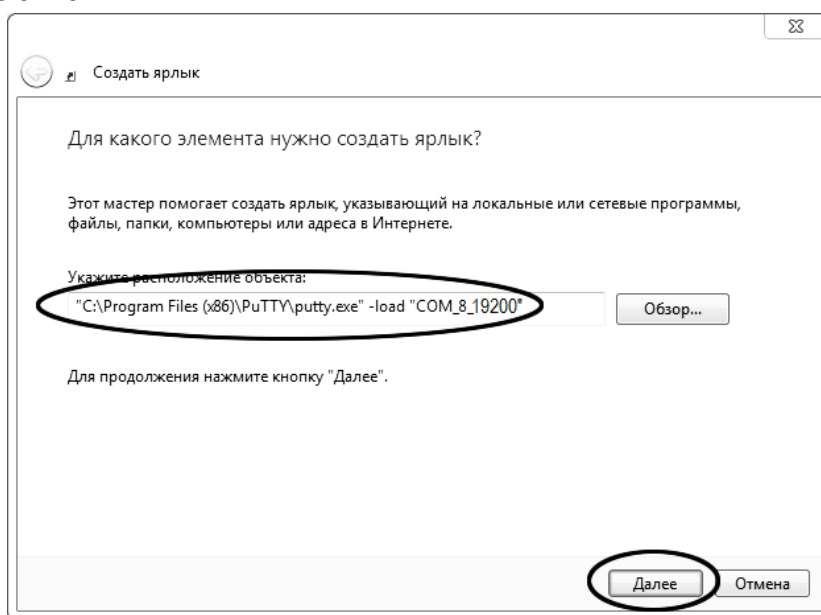 Создать ярлык
Для какого элемента нужно создать ярлык?
Этот мастер помогает создать ярлык, указывающий на локальные или сетевые программы,
файлы, папки, компьютеры или адреса в Интернете.
Укажите расположение объекта:
"C:\Program Files (x86)\PuTTY\putty.exe" -load "COM_8_19200"
Обзор...
Для продолжения нажмите кнопку "Далее".
Далее
Отмена